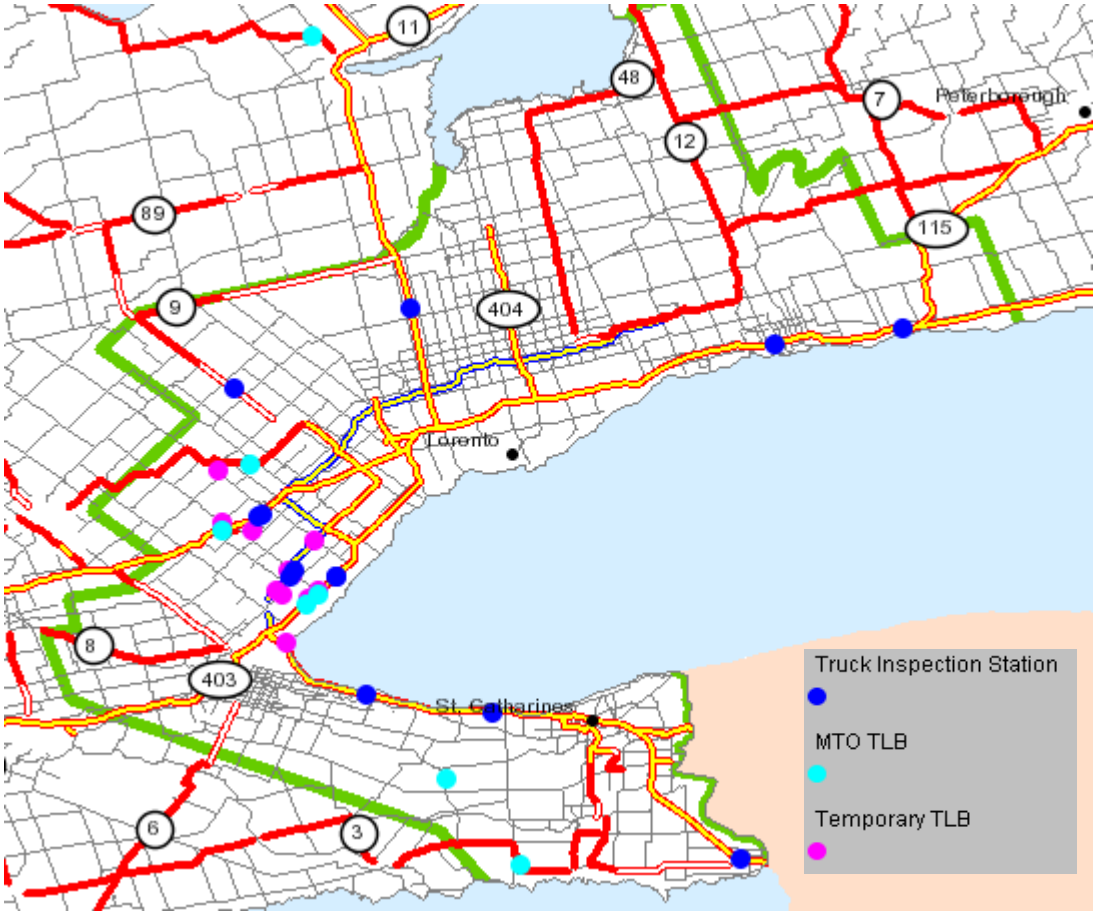 11
48
7
Peterborough
12
89
115
9
404
Toronto
8
403
Truck Inspection Station
St. Catharines
MTO TLB
6
3
Temporary TLB